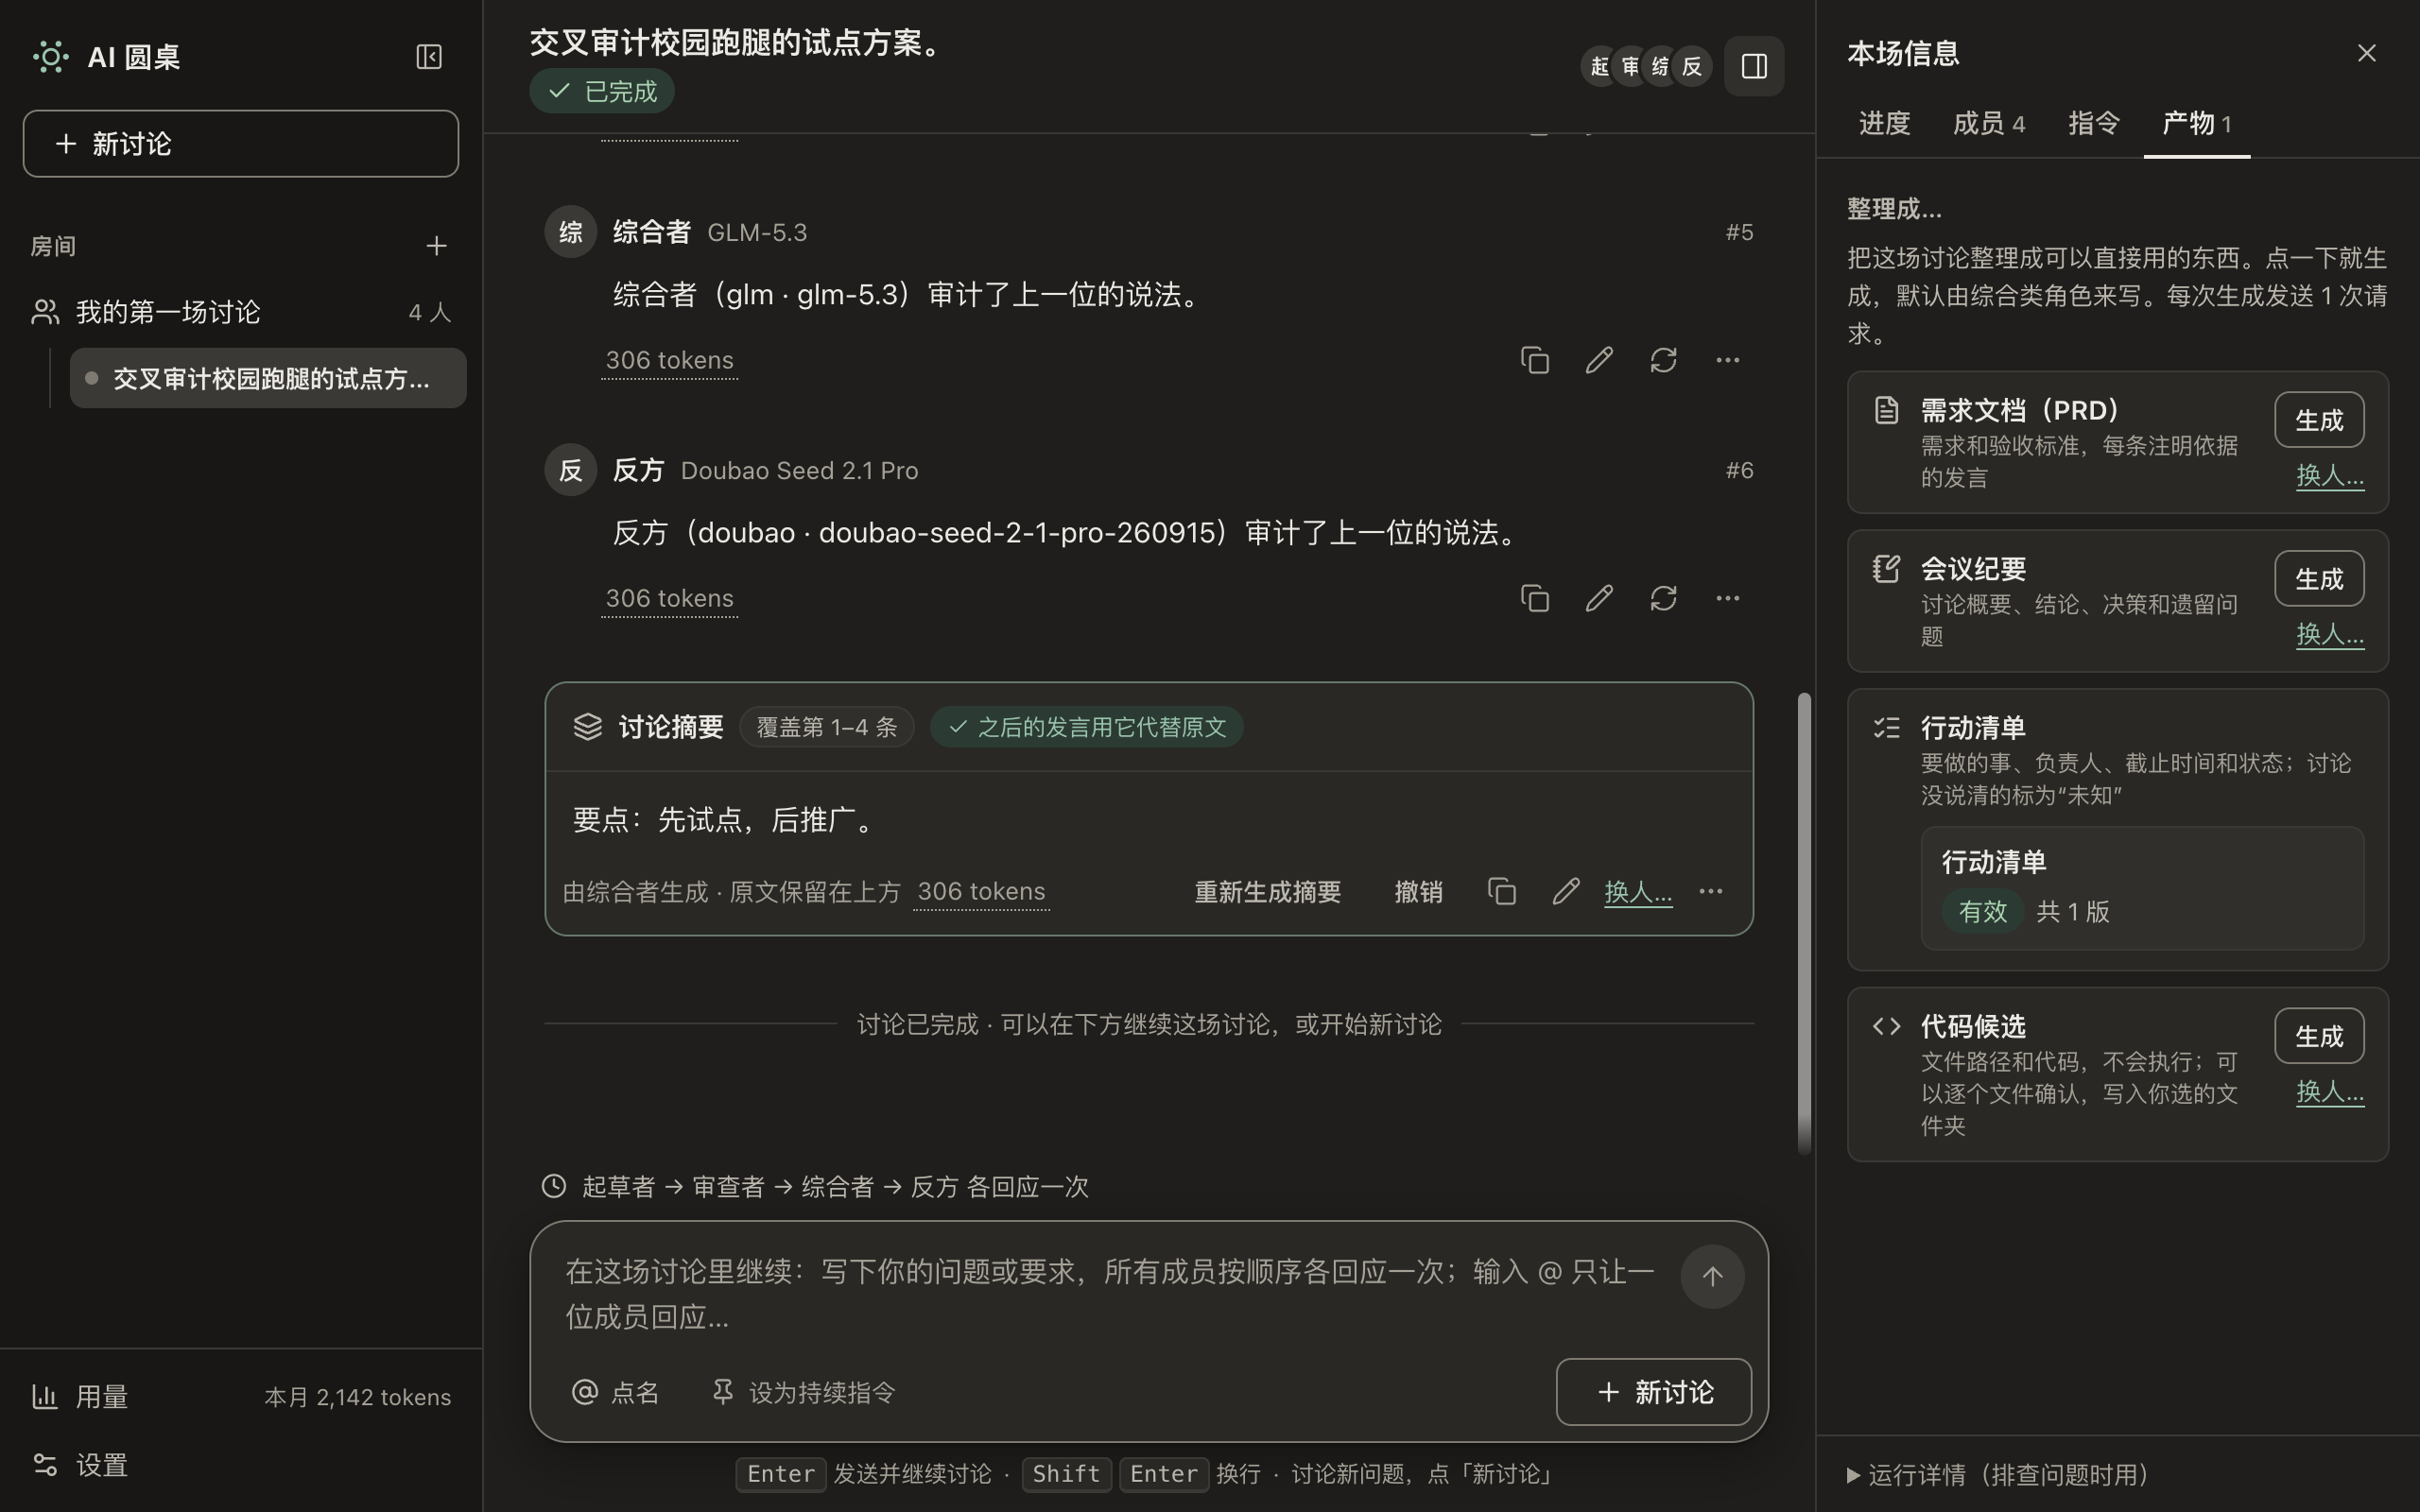 AI 圆桌
新讨论
房间
我的第一场讨论 4 人
交叉审计校园跑腿的试点方...
用量 本月 2,142 tokens
设置
交叉审计校园跑腿的试点方案。
已完成
起 审 综 反
综 综合者 GLM-5.3 #5
综合者（glm · glm-5.3）审计了上一位的说法。
306 tokens
反 反方 Doubao Seed 2.1 Pro #6
反方（doubao · doubao-seed-2-1-pro-260915）审计了上一位的说法。
306 tokens
讨论摘要 覆盖第 1–4 条 之后的发言用它代替原文
要点：先试点，后推广。
由综合者生成 · 原文保留在上方 306 tokens 重新生成摘要 撤销 换人...
讨论已完成 · 可以在下方继续这场讨论，或开始新讨论
起草者 → 审查者 → 综合者 → 反方 各回应一次
在这场讨论里继续：写下你的问题或要求，所有成员按顺序各回应一次；输入 @ 只让一
位成员回应...
点名 设为持续指令 新讨论
Enter 发送并继续讨论 · Shift Enter 换行 · 讨论新问题，点「新讨论」
本场信息
进度 成员 4 指令 产物 1
整理成...
把这场讨论整理成可以直接用的东西。点一下就生
成，默认由综合类角色来写。每次生成发送 1 次请
求。
需求文档（PRD） 生成
需求和验收标准，每条注明依据
的发言 换人...
会议纪要 生成
讨论概要、结论、决策和遗留问
题 换人...
行动清单
要做的事、负责人、截止时间和状态；讨论
没说清的标为“未知”
行动清单
有效 共 1 版
代码候选 生成
文件路径和代码，不会执行；可
以逐个文件确认，写入你选的文 换人...
件夹
运行详情（排查问题时用）